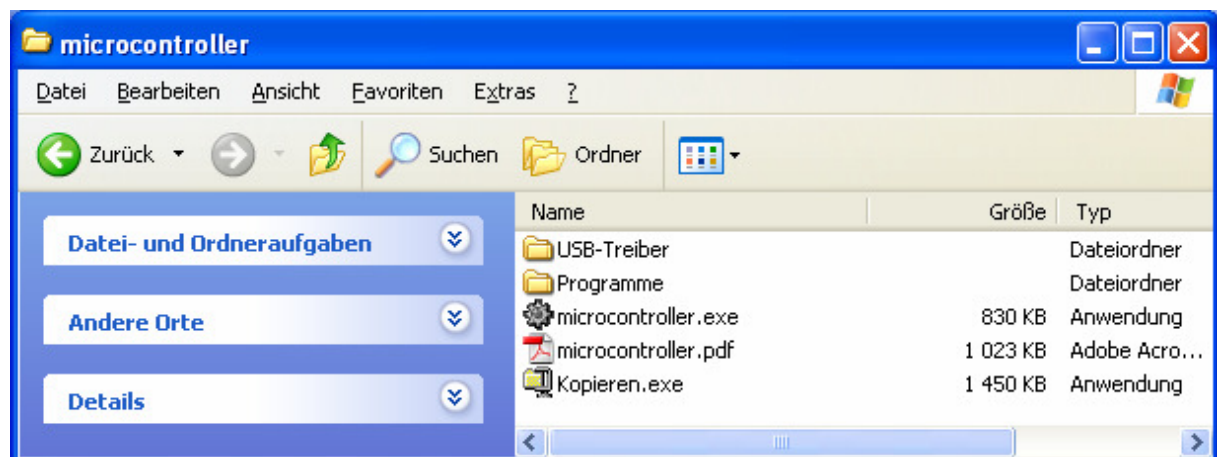 microcontroller
Datei Bearbeiten Ansicht Favoriten Extras ?
Zurück Suchen Ordner
Name Größe Typ
Datei- und Ordneraufgaben
Andere Orte
Details
USB-Treiber Dateiordner
Programme Dateiordner
microcontroller.exe 830 KB Anwendung
microcontroller.pdf 1 023 KB Adobe Acro...
Kopieren.exe 1 450 KB Anwendung